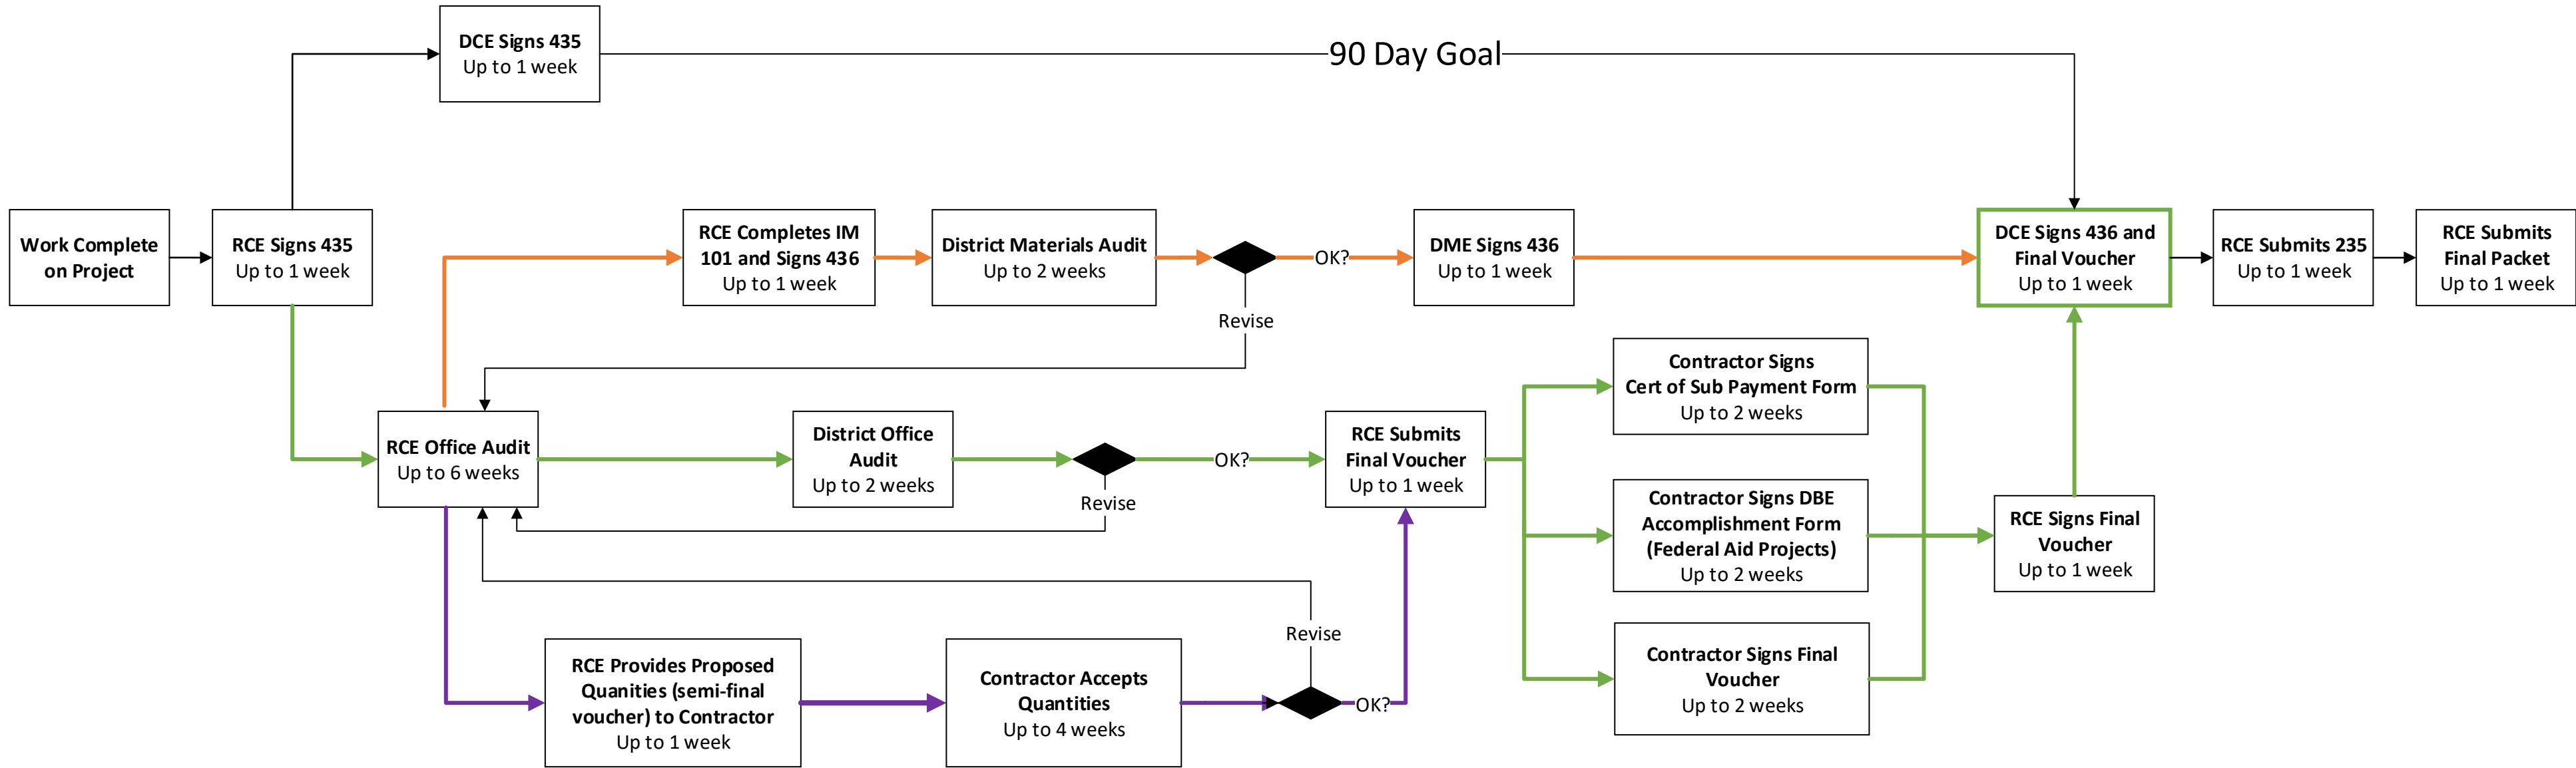 DCE Signs 435
Up to 1 week
90 Day Goal
Work Complete
on Project
RCE Signs 435
Up to 1 week
RCE Completes IM
101 and Signs 436
Up to 1 week
District Materials Audit
Up to 2 weeks
OK?
Revise
DME Signs 436
Up to 1 week
DCE Signs 436 and
Final Voucher
Up to 1 week
RCE Submits 235
Up to 1 week
RCE Submits
Final Packet
Up to 1 week
RCE Office Audit
Up to 6 weeks
District Office
Audit
Up to 2 weeks
OK?
Revise
RCE Submits
Final Voucher
Up to 1 week
Contractor Signs
Cert of Sub Payment Form
Up to 2 weeks
Contractor Signs DBE
Accomplishment Form
(Federal Aid Projects)
Up to 2 weeks
Contractor Signs Final
Voucher
Up to 2 weeks
RCE Signs Final
Voucher
Up to 1 week
RCE Provides Proposed
Quanities (semi-final
voucher) to Contractor
Up to 1 week
Contractor Accepts
Quantities
Up to 4 weeks
Revise
OK?